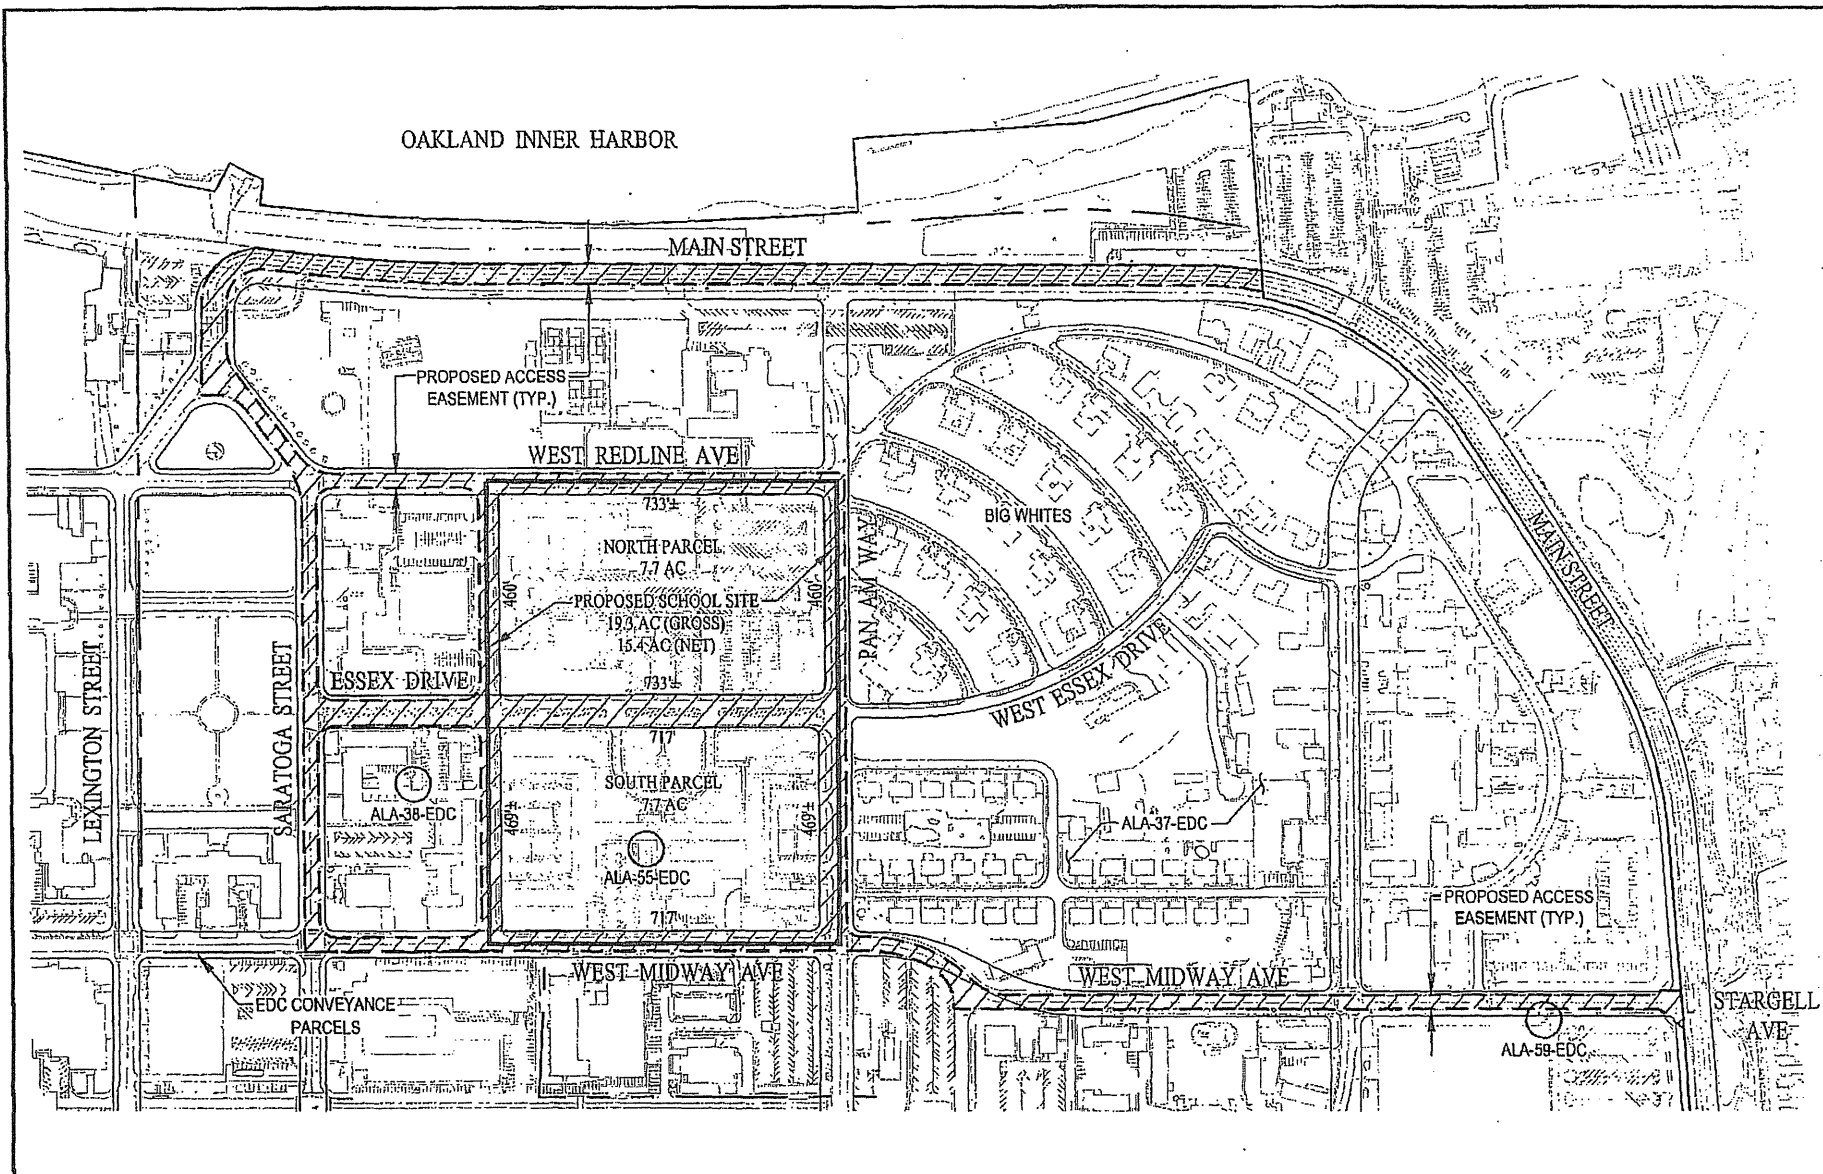 OAKLAND INNER HARBOR
MAIN STREET
PROPOSED ACCESS
EASEMENT (TYP.)
WEST REDLINE AVE
733'±
BIG WHITES
NORTH PARCEL
7.7 AC
460'
460'
PROPOSED SCHOOL SITE
19.3 AC (GROSS)
15.4 AC (NET)
PAN AM WAY
MAIN STREET
LEXINGTON STREET
SARATOGA STREET
ESSEX DRIVE
733'±
WEST ESSEX DRIVE
717'
SOUTH PARCEL
7.7 AC
469'±
469'±
ALA-38-EDC
ALA-37-EDC
ALA-55-EDC
717'
PROPOSED ACCESS
EASEMENT (TYP.)
WEST MIDWAY AVE
WEST MIDWAY AVE
EDC CONVEYANCE
PARCELS
STARGELL
AVE
ALA-59-EDC